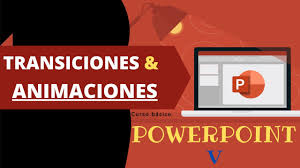 TRANSICIONES &
ANIMACIONES
P
Curso básico
POWERPOINT
V